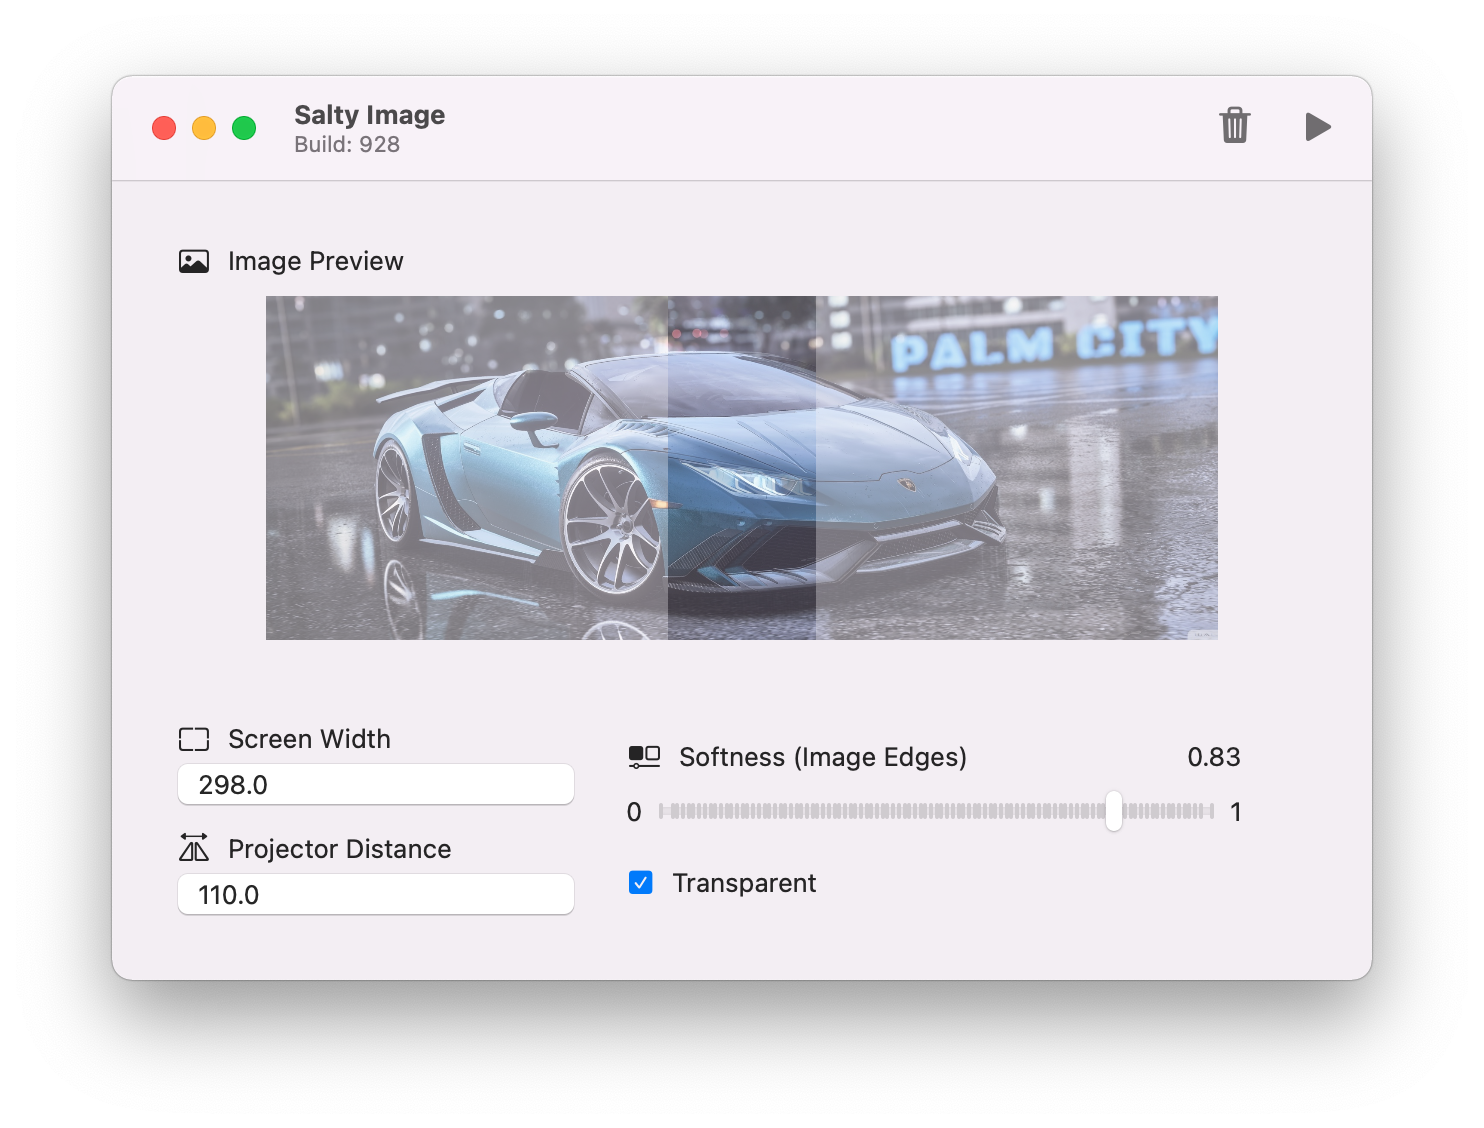 Salty Image
Build: 928
Image Preview
PALM CITY
Screen Width
298.0
Projector Distance
110.0
Softness (Image Edges)
0.83
0
1
Transparent